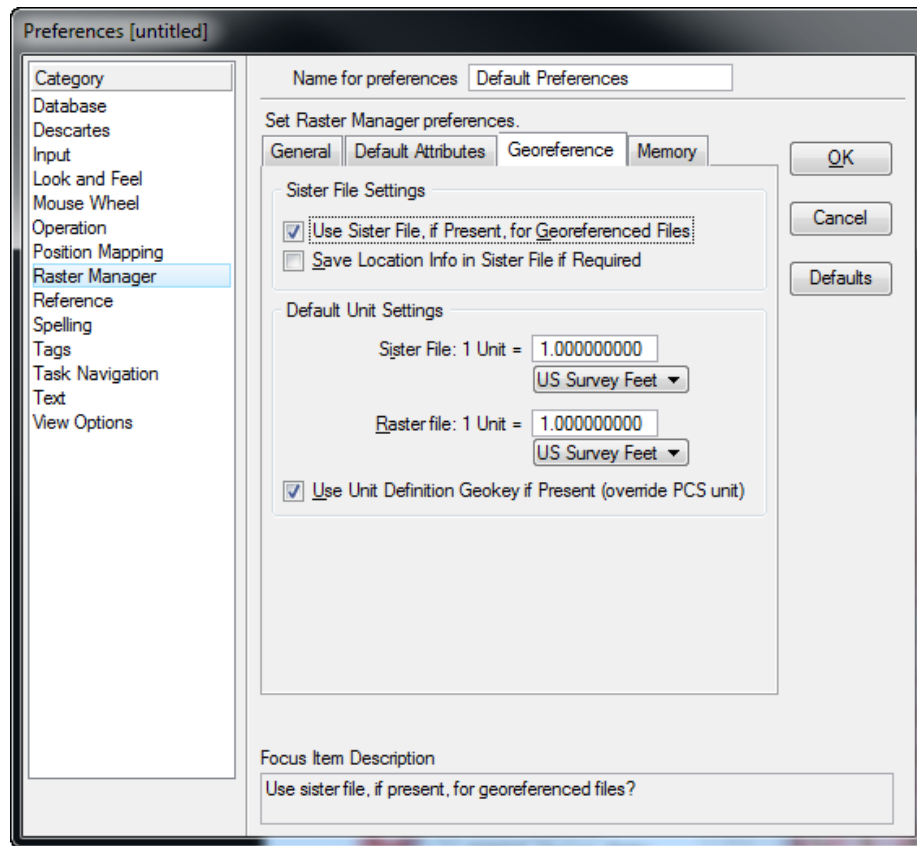 Preferences [untitled]
Category
Database
Descartes
Input
Look and Feel
Mouse Wheel
Operation
Position Mapping
Raster Manager
Reference
Spelling
Tags
Task Navigation
Text
View Options
Name for preferences Default Preferences
Set Raster Manager preferences.
General Default Attributes Georeference Memory
Sister File Settings
Use Sister File, if Present, for Georeferenced Files
Save Location Info in Sister File if Required
Default Unit Settings
Sister File: 1 Unit = 1.000000000
US Survey Feet
Raster file: 1 Unit = 1.000000000
US Survey Feet
Use Unit Definition Geokey if Present (override PCS unit)
OK
Cancel
Defaults
Focus Item Description
Use sister file, if present, for georeferenced files?